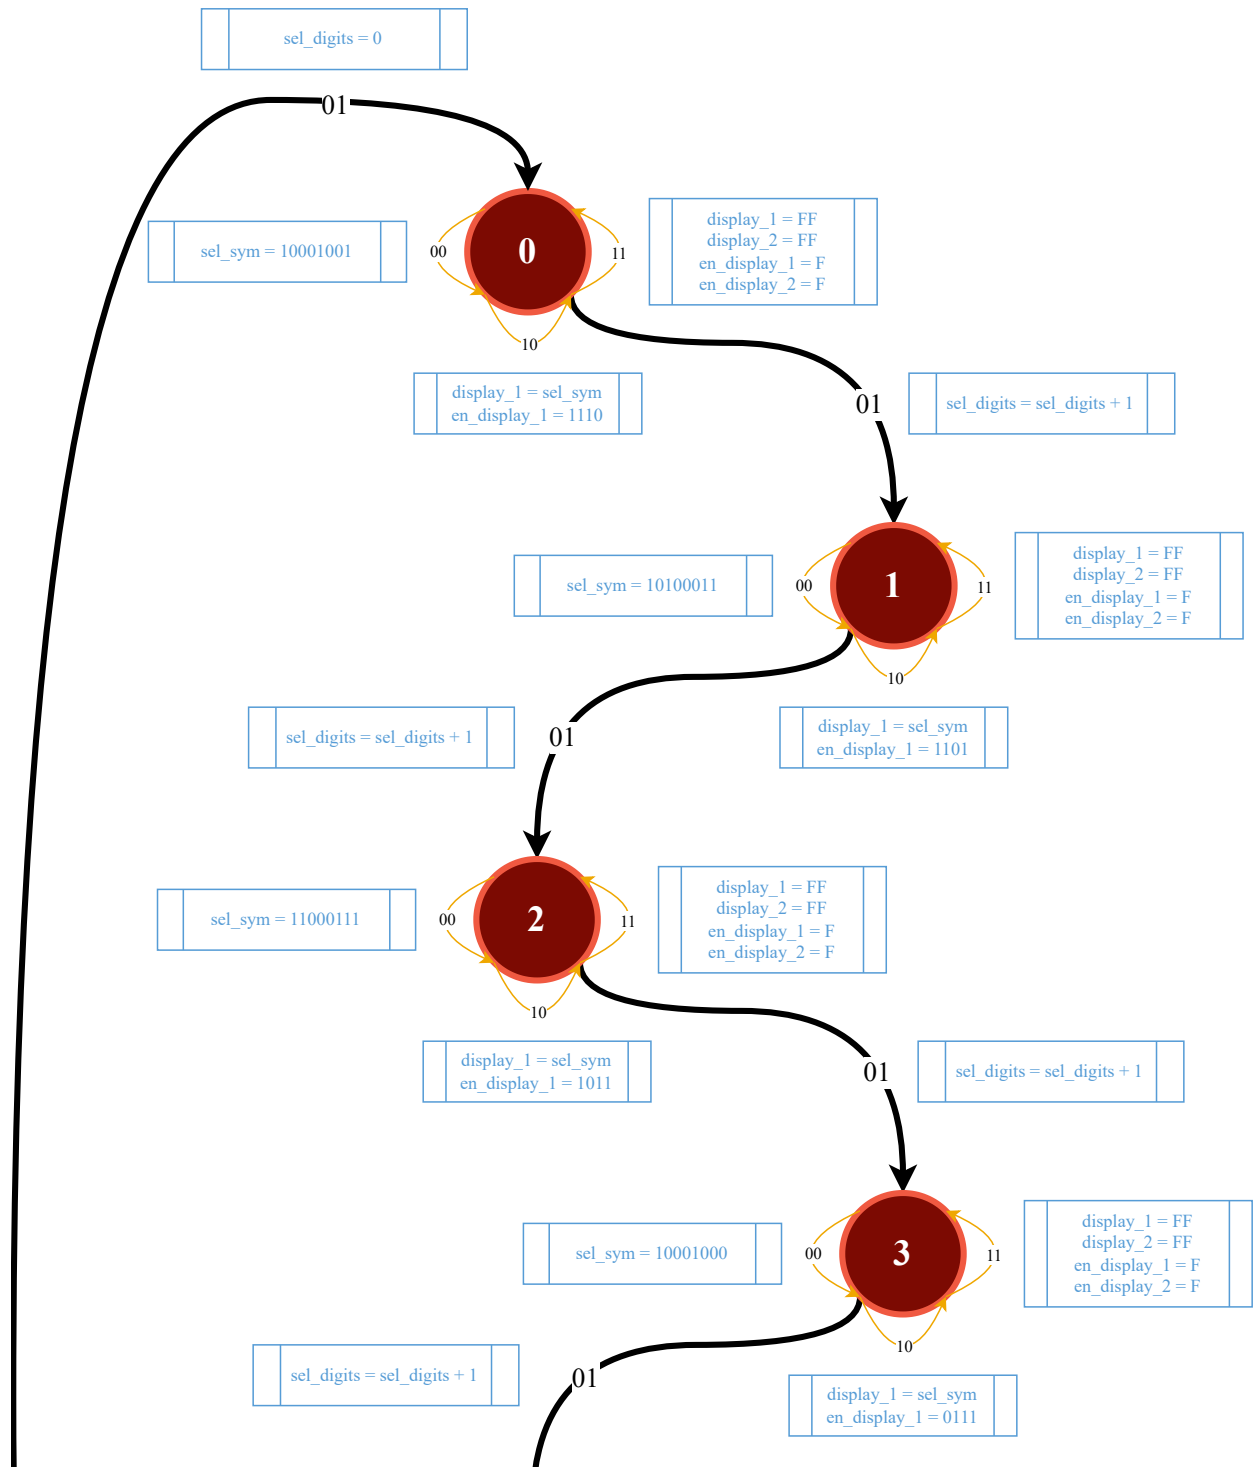 sel_digits = 0
01
sel_sym = 10001001
00
0
11
10
display_1 = FF
display_2 = FF
en_display_1 = F
en_display_2 = F
display_1 = sel_sym
en_display_1 = 1110
01
sel_digits = sel_digits + 1
sel_sym = 10100011
00
1
11
10
display_1 = FF
display_2 = FF
en_display_1 = F
en_display_2 = F
display_1 = sel_sym
en_display_1 = 1101
sel_digits = sel_digits + 1
01
sel_sym = 11000111
00
2
11
10
display_1 = FF
display_2 = FF
en_display_1 = F
en_display_2 = F
display_1 = sel_sym
en_display_1 = 1011
01
sel_digits = sel_digits + 1
sel_sym = 10001000
00
3
11
10
display_1 = FF
display_2 = FF
en_display_1 = F
en_display_2 = F
sel_digits = sel_digits + 1
01
display_1 = sel_sym
en_display_1 = 0111